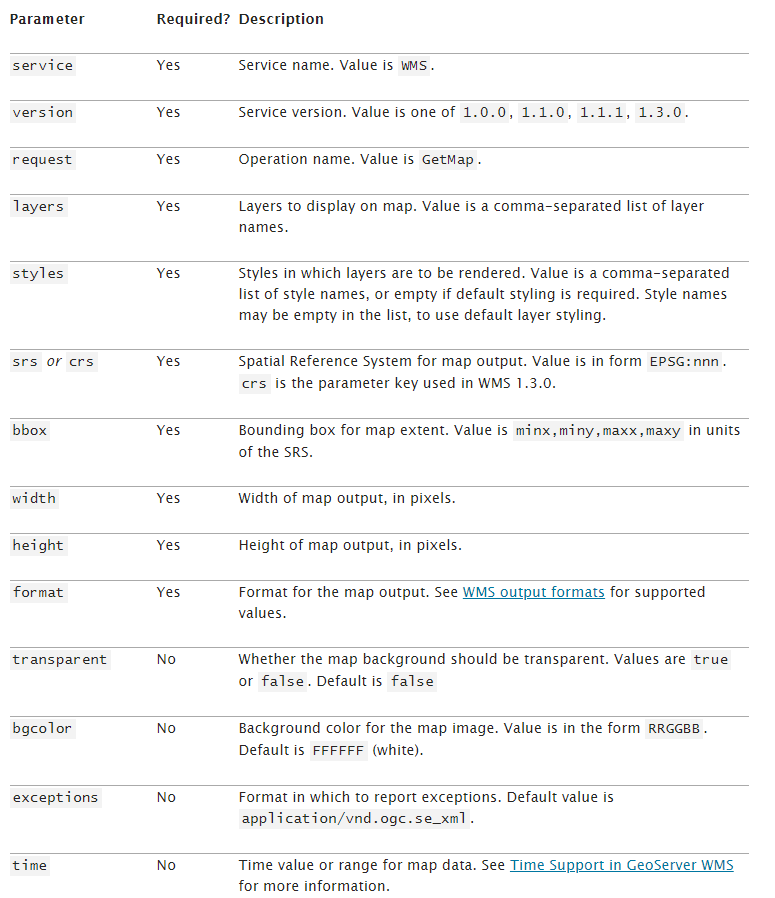 Parameter Required? Description
service Yes Service name. Value is WMS.
version Yes Service version. Value is one of 1.0.0, 1.1.0, 1.1.1, 1.3.0.
request Yes Operation name. Value is GetMap.
layers Yes Layers to display on map. Value is a comma-separated list of layer
names.
styles Yes Styles in which layers are to be rendered. Value is a comma-separated
list of style names, or empty if default styling is required. Style names
may be empty in the list, to use default layer styling.
srs or crs Yes Spatial Reference System for map output. Value is in form EPSG:nnn.
crs is the parameter key used in WMS 1.3.0.
bbox Yes Bounding box for map extent. Value is minx,miny,maxx,maxy in units
of the SRS.
width Yes Width of map output, in pixels.
height Yes Height of map output, in pixels.
format Yes Format for the map output. See WMS output formats for supported
values.
transparent No Whether the map background should be transparent. Values are true
or false. Default is false
bgcolor No Background color for the map image. Value is in the form RRGGBB.
Default is FFFFFF (white).
exceptions No Format in which to report exceptions. Default value is
application/vnd.ogc.se_xml.
time No Time value or range for map data. See Time Support in GeoServer WMS
for more information.